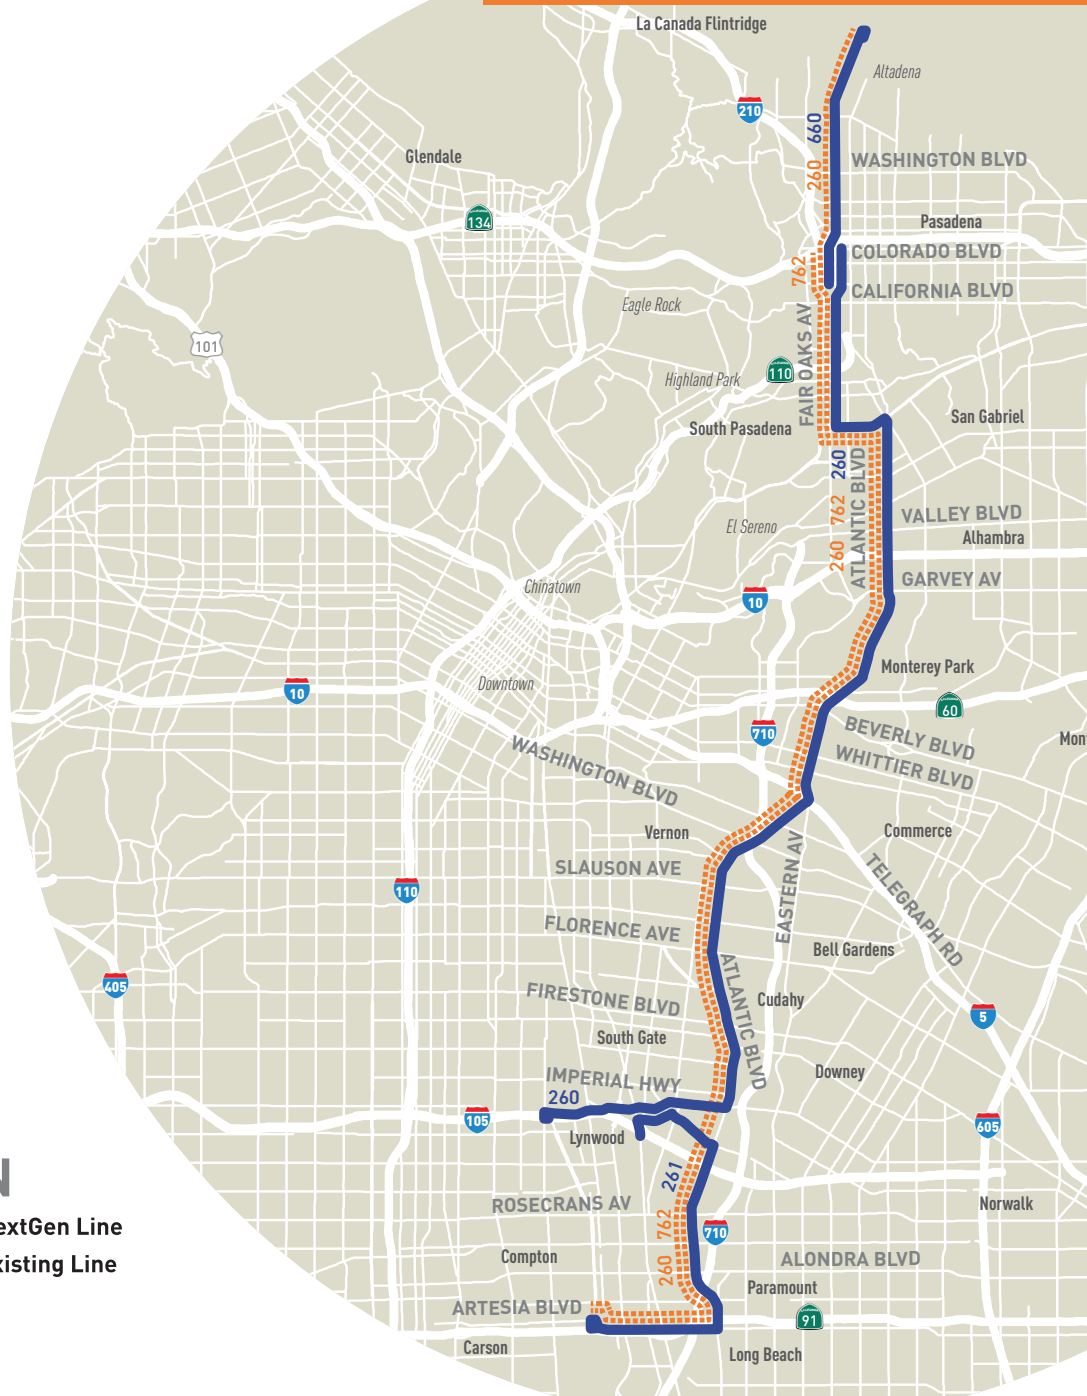 La Canada Flintridge
Altadena
210
660
260
WASHINGTON BLVD
Glendale
134
Pasadena
COLORADO BLVD
762
CALIFORNIA BLVD
Eagle Rock
FAIR OAKS AV
101
110
Highland Park
San Gabriel
South Pasadena
260
762
260
ATLANTIC BLVD
El Sereno
VALLEY BLVD
Alhambra
GARVEY AV
Chinatown
10
Monterey Park
Downtown
10
60
710
BEVERLY BLVD
WHITTIER BLVD
WASHINGTON BLVD
Vernon
Commerce
SLAUSON AVE
EASTERN AV
TELEGRAPH RD
110
FLORENCE AVE
Bell Gardens
405
ATLANTIC BLVD
FIRESTONE BLVD
Cudahy
5
South Gate
IMPERIAL HWY
Downey
260
105
605
Lynwood
261
N
ROSECRANS AV
Norwalk
762
extGen Line
710
260
Compton
ALONDRA BLVD
xisting Line
Paramount
ARTESIA BLVD
91
Carson
Long Beach